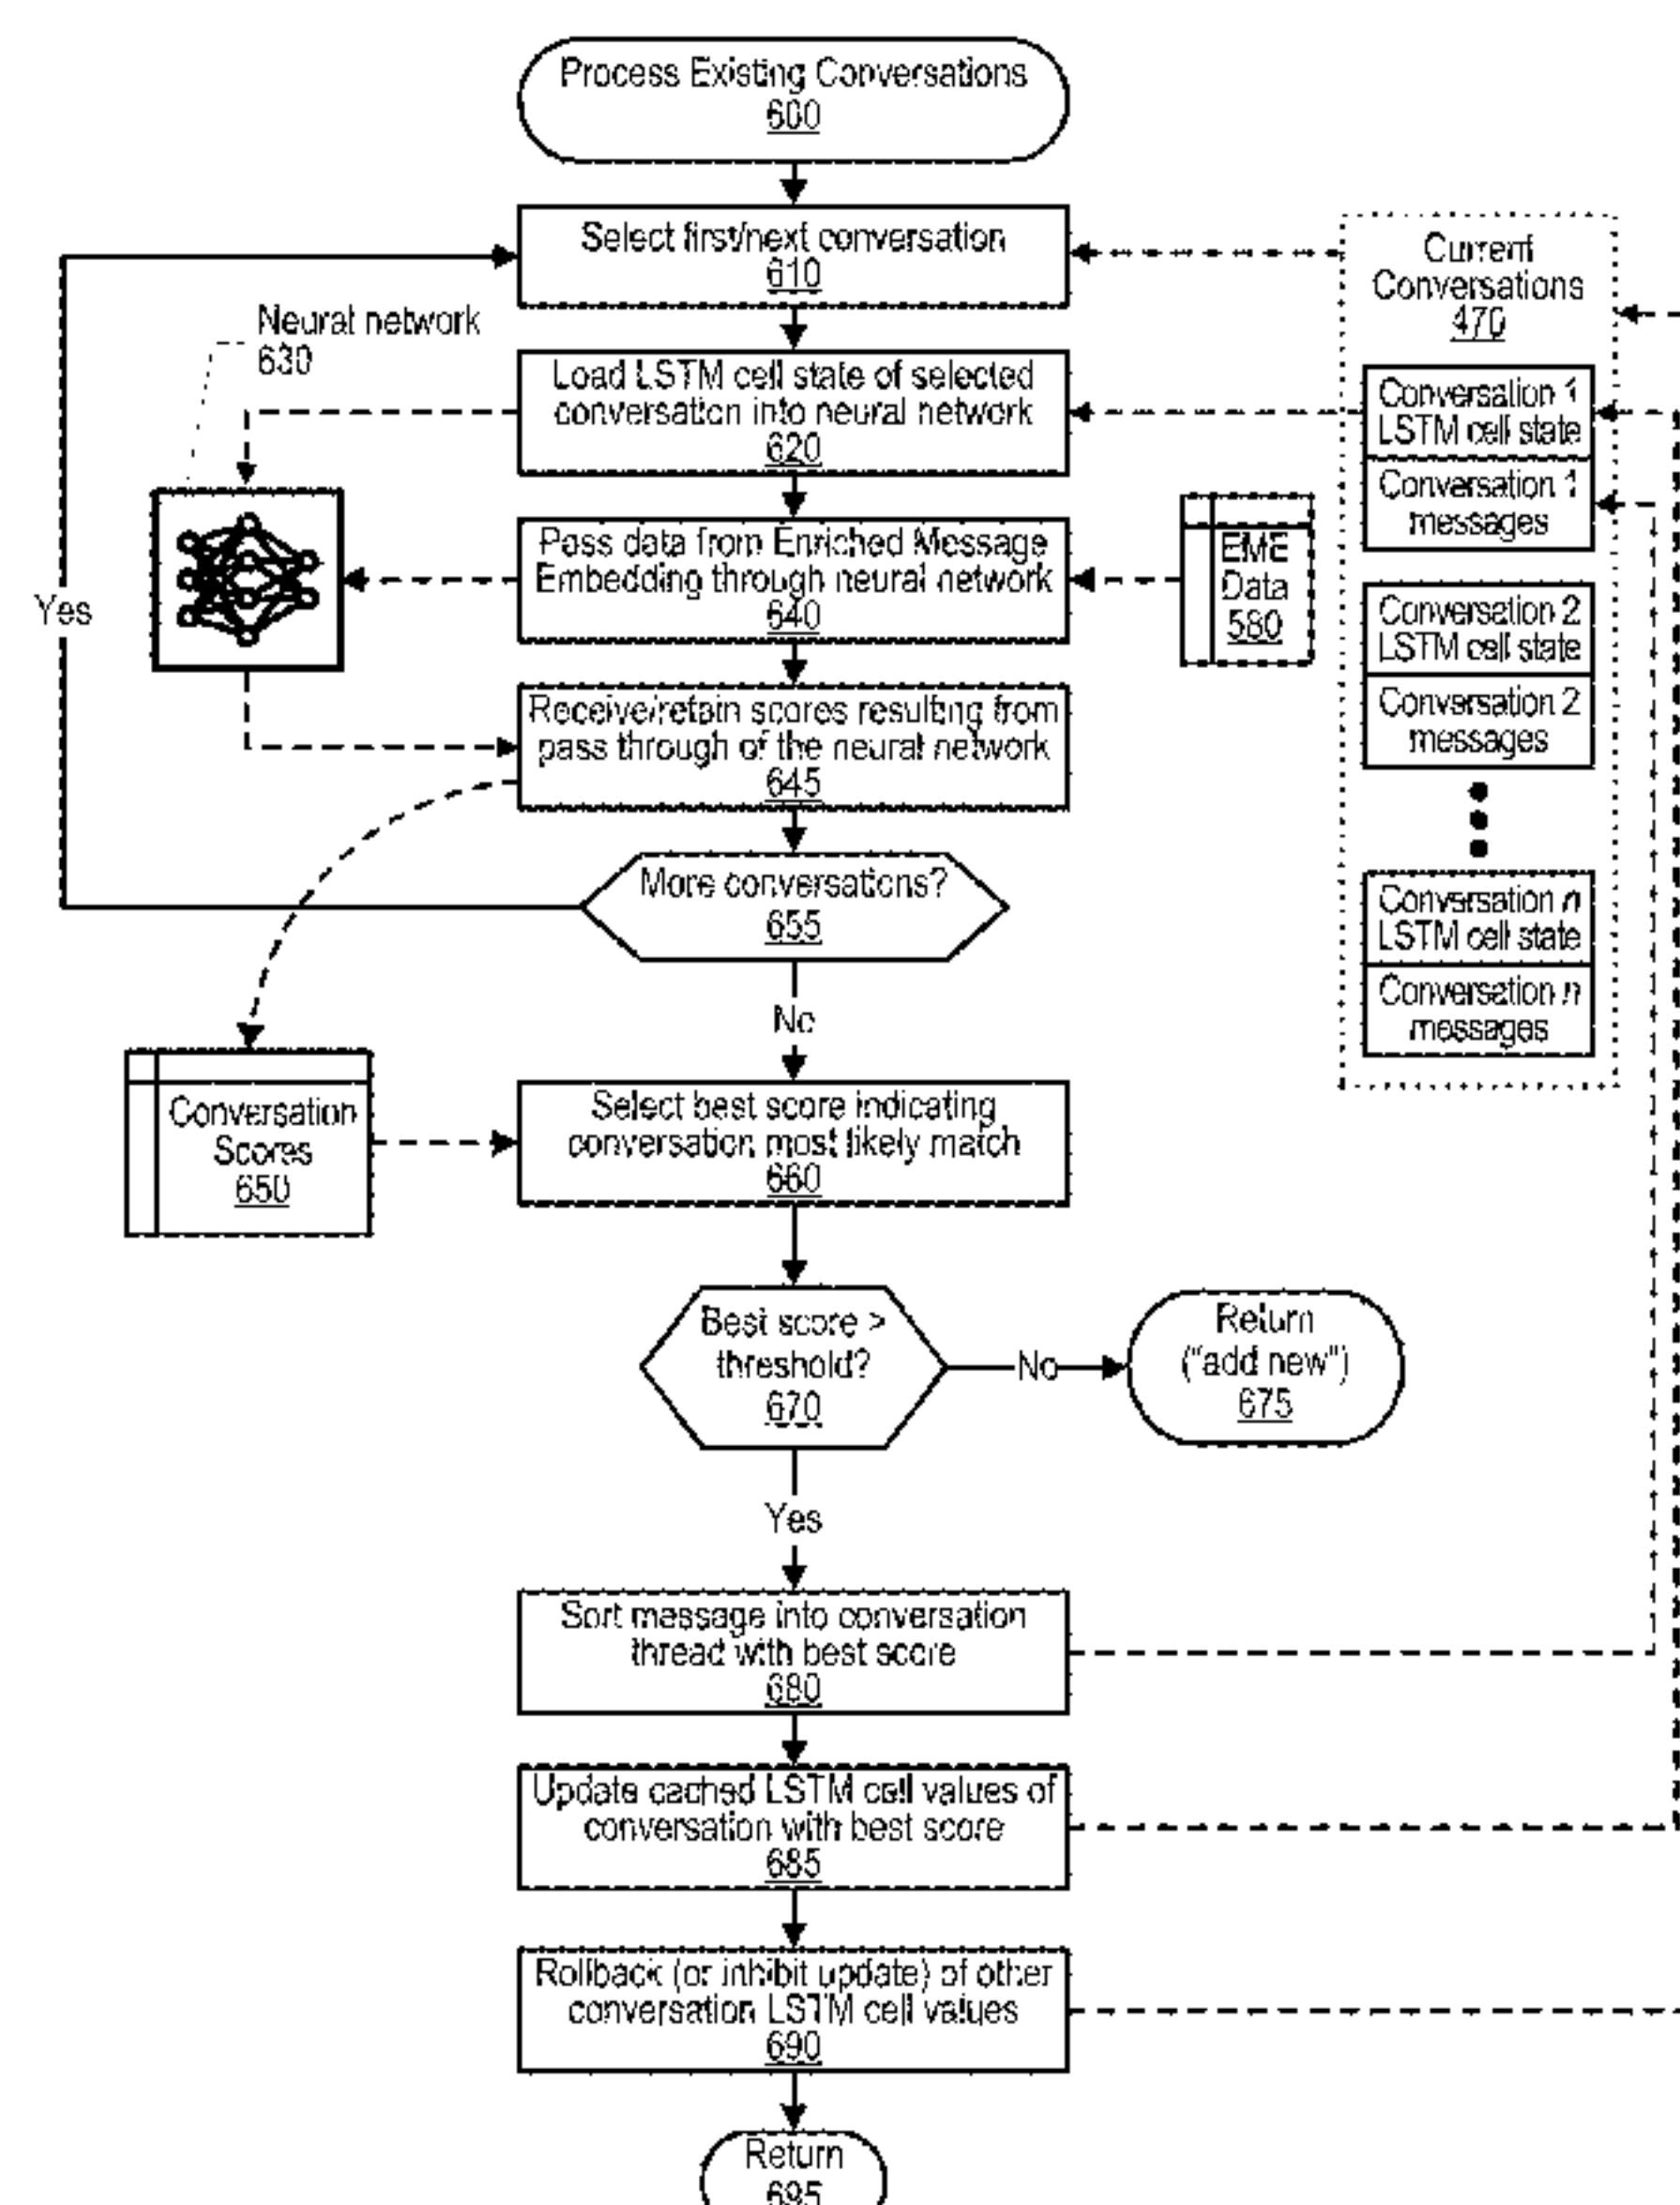 Process Existing Conversations
600
Select first/next conversation
610
Neural network
630
Load LSTM cell state of selected
conversation into neural network
620
Pass data from Enriched Message
Embedding through neural network
640
EME
Data
580
Receive/retain scores resulting from
pass through of the neural network
645
Yes
More conversations?
655
No
Current
Conversations
470
Conversation 1
LSTM cell state
Conversation 1
messages
Conversation 2
LSTM cell state
Conversation 2
messages
Conversation n
LSTM cell state
Conversation n
messages
Conversation
Scores
650
Select best score indicating
conversation most likely match
660
Best score >
threshold?
670
No
Return
("add new")
675
Yes
Sort message into conversation
thread with best score
680
Update cached LSTM cell values of
conversation with best score
685
Rollback (or inhibit update) of other
conversation LSTM cell values
690
Return
695